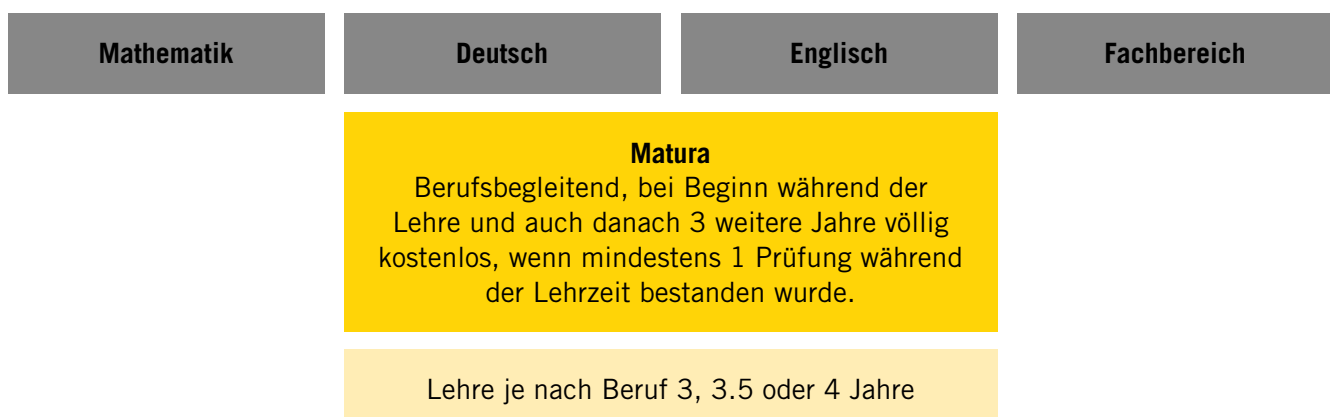 Mathematik
Deutsch
Englisch
Fachbereich
Matura
Berufsbegleitend, bei Beginn während der
Lehre und auch danach 3 weitere Jahre völlig
kostenlos, wenn mindestens 1 Prüfung während
der Lehrzeit bestanden wurde.
Lehre je nach Beruf 3, 3.5 oder 4 Jahre